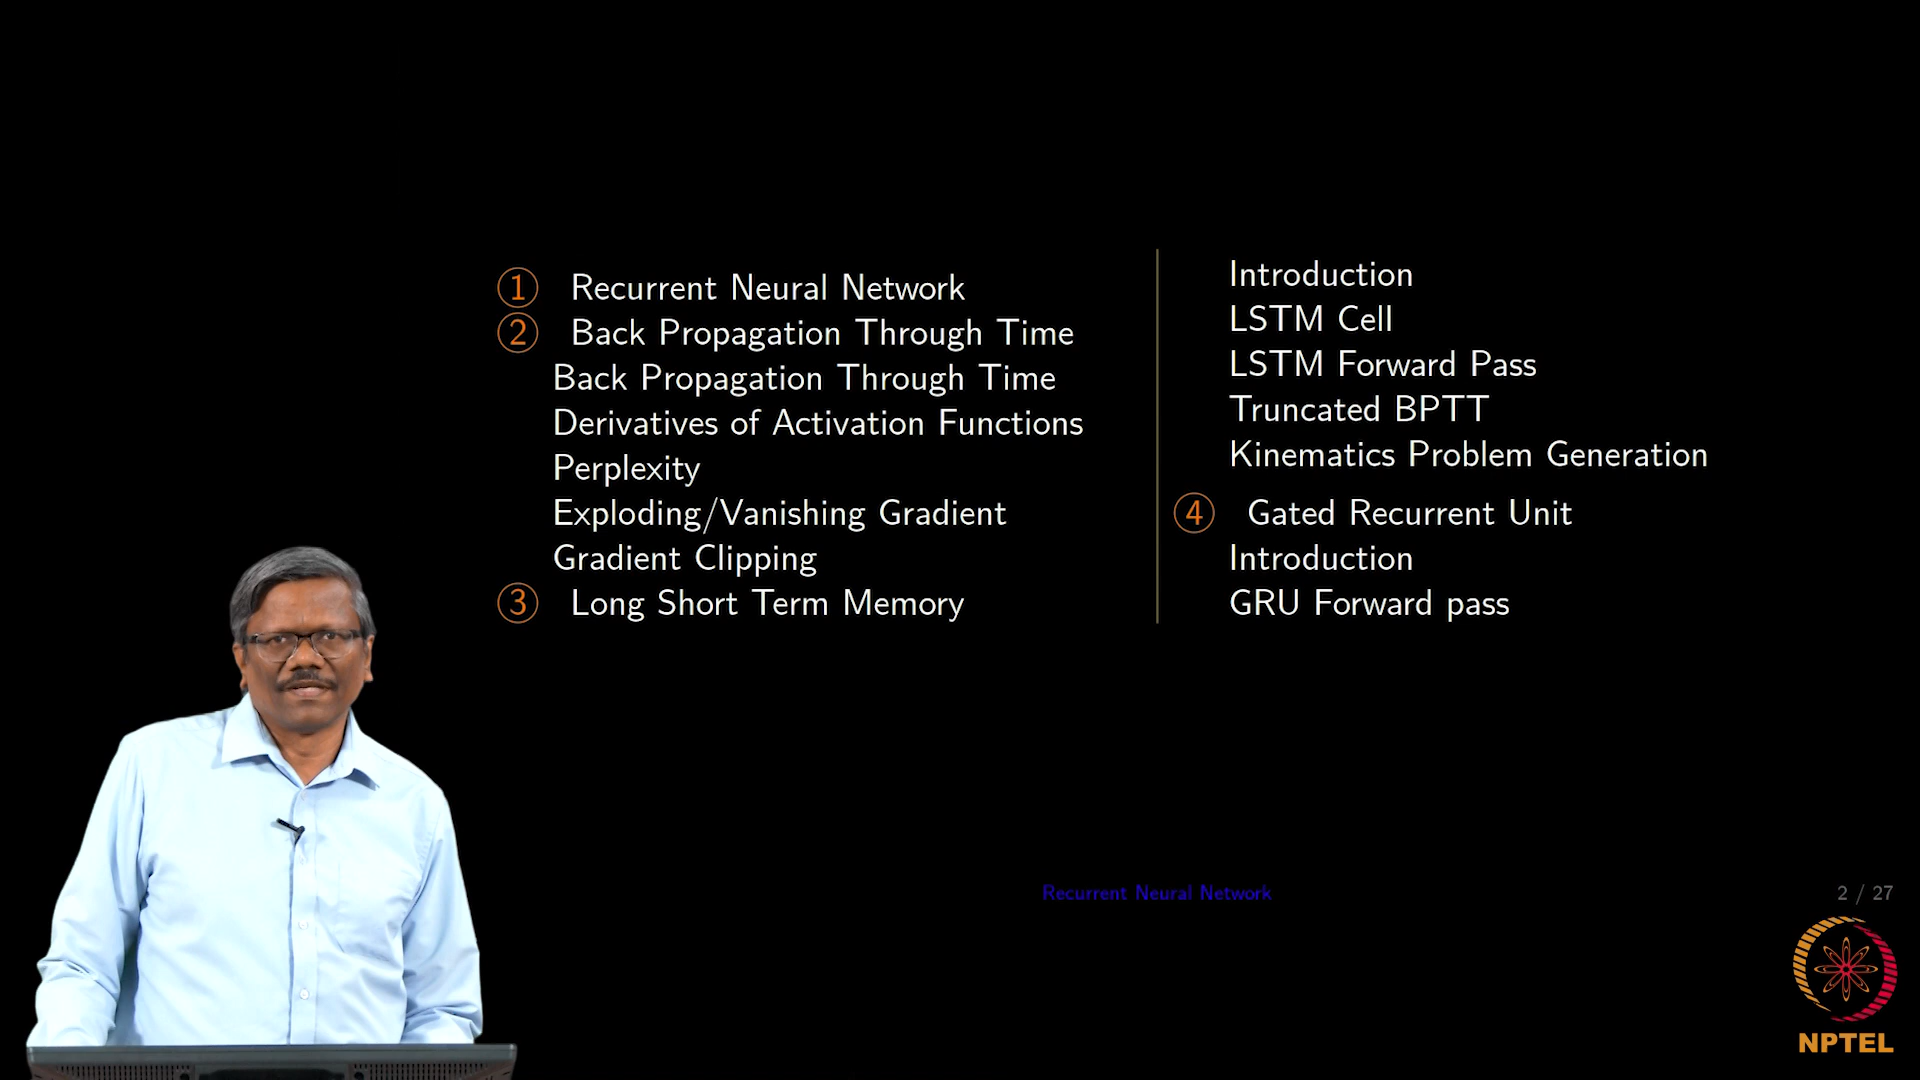 ① Recurrent Neural Network
② Back Propagation Through Time
Back Propagation Through Time
Derivatives of Activation Functions
Perplexity
Exploding/Vanishing Gradient
Gradient Clipping
③ Long Short Term Memory
Introduction
LSTM Cell
LSTM Forward Pass
Truncated BPTT
Kinematics Problem Generation
④ Gated Recurrent Unit
Introduction
GRU Forward pass
Recurrent Neural Network
2 / 27
NPTEL